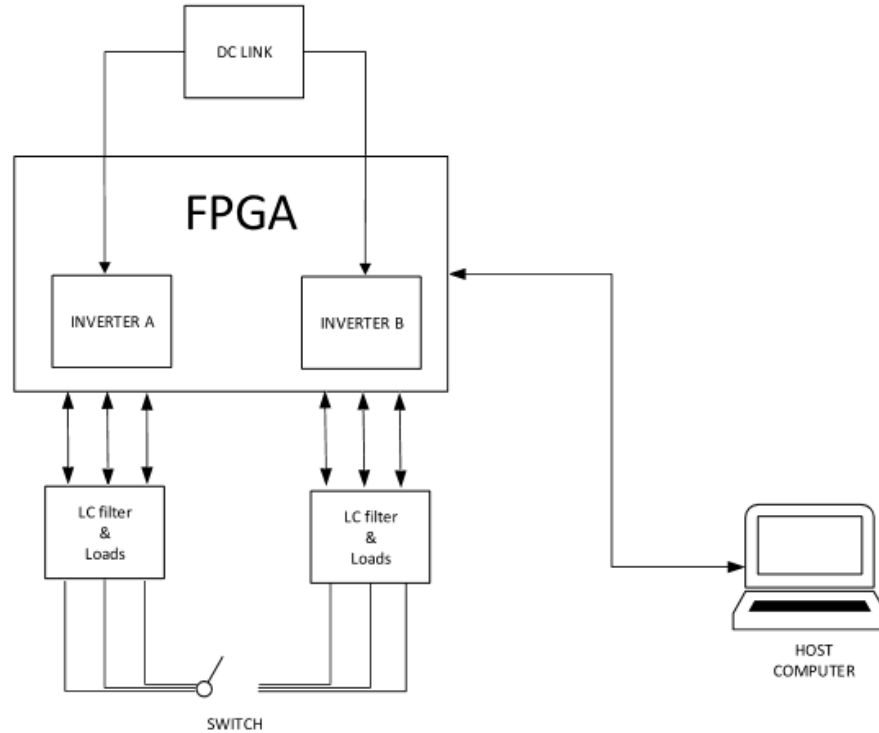 DC LINK
FPGA
INVERTER A
INVERTER B
LC filter
&
Loads
LC filter
&
Loads
SWITCH
HOST
COMPUTER